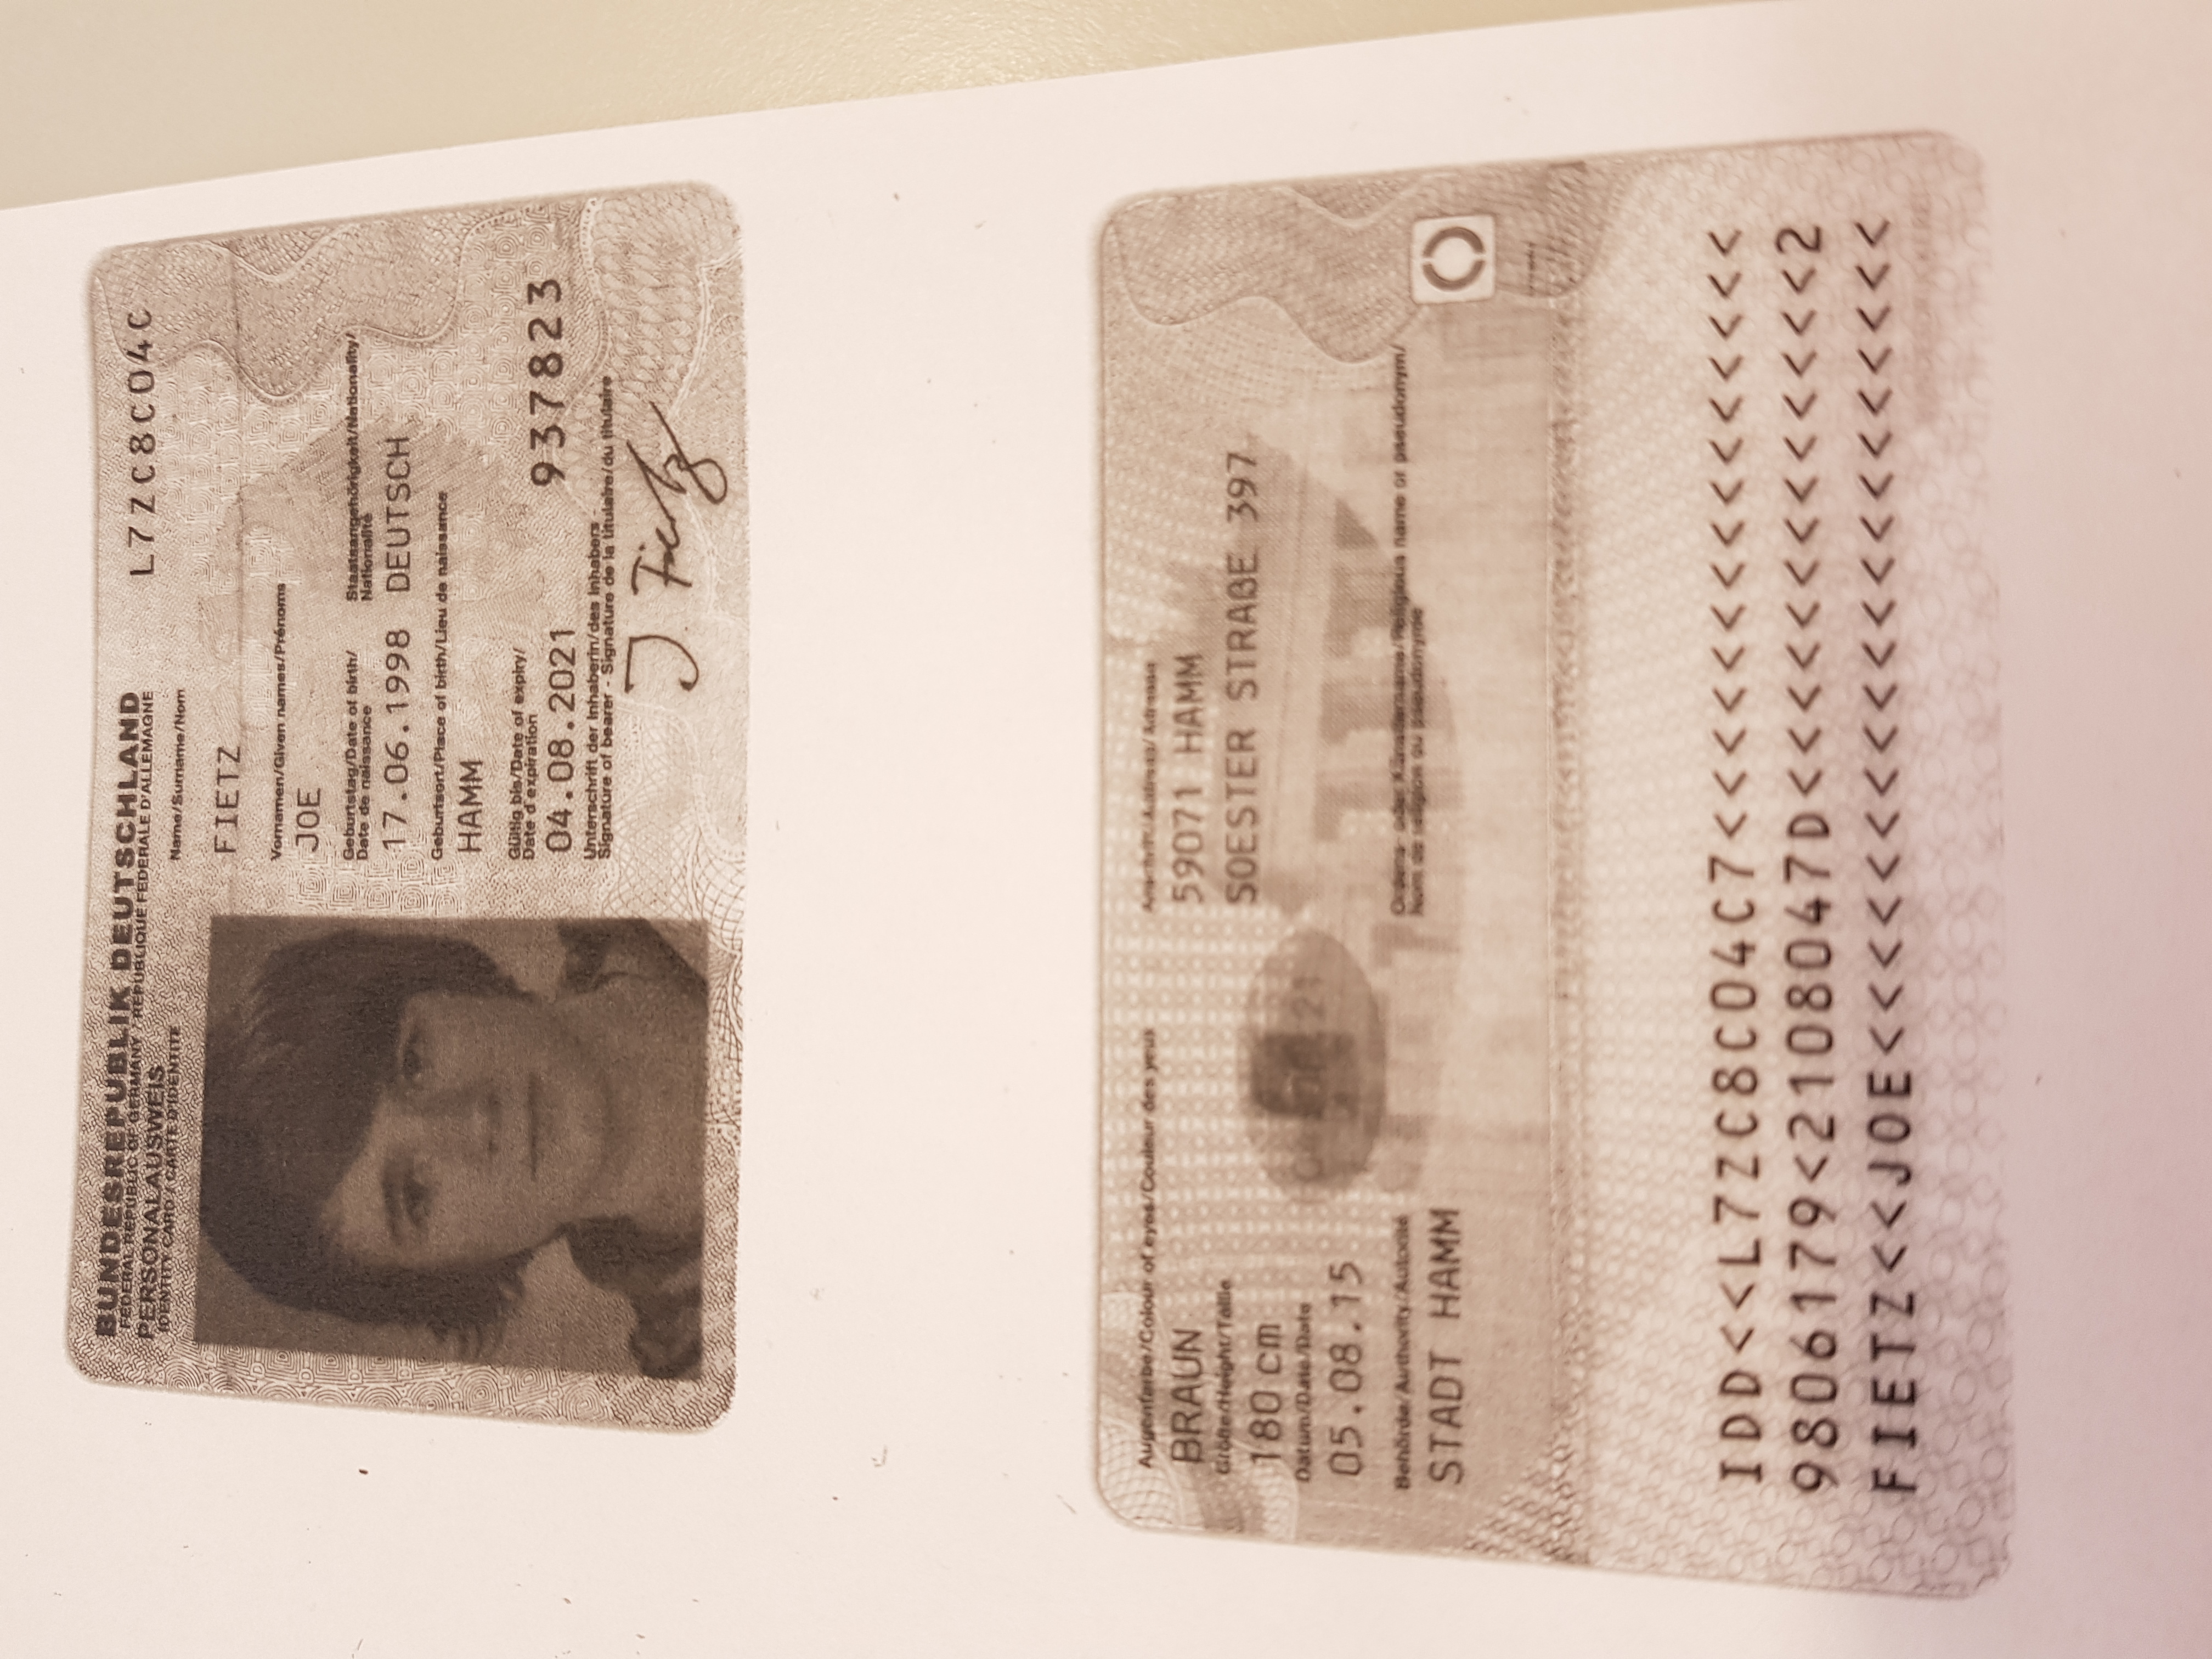 BUNDESREPUBLIK DEUTSCHLAND
FEDERAL REPUBLIC OF GERMANY / REPUBLIQUE FEDERALE D'ALLEMAGNE
PERSONALAUSWEIS
IDENTITY CARD / CARTE D'IDENTITE
L7ZC8C04C
Name/Surname/Nom
FIETZ
Vornamen/Given names/Prénoms
JOE
Geburtstag/Date of birth/
Date de naissance
Staatsangehörigkeit/Nationality/
Nationalité
17.06.1998 DEUTSCH
Geburtsort/Place of birth/Lieu de naissance
HAMM
Gültig bis/Date of expiry/
Date d'expiration
04.08.2021
937823
Unterschrift der Inhaberin/des Inhabers -
Signature of bearer - Signature de la titulaire/du titulaire
J. Fietz
Augenfarbe/Colour of eyes/Couleur des yeux
BRAUN
Größe/Height/Taille
180 cm
Datum/Date/Date
05.08.15
Behörde/Authority/Autorité
STADT HAMM
Anschrift/Address/Adresse
59071 HAMM
SOESTER STRAßE 397
Ordens- oder Künstlername/Religious name or pseudonym/
Nom de religion ou pseudonyme
IDD<<L7ZC8C04C7<<<<<<<<<<<<<<<
9806179<2108047D<<<<<<<<<<<<<2
FIETZ<<JOE<<<<<<<<<<<<<<<<<<<<
BUNDESDRUCKEREI